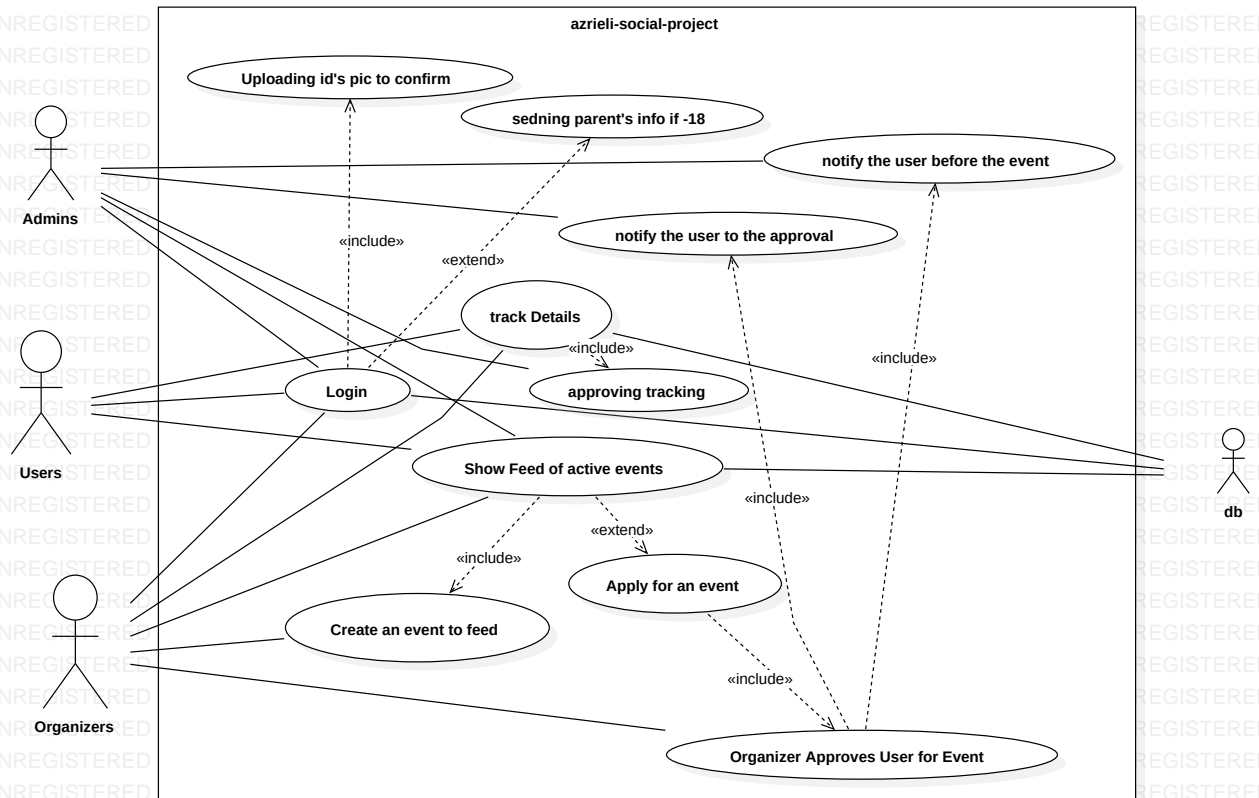 azrieli-social-project
Uploading id's pic to confirm
sedning parent's info if -18
notify the user before the event
Admins
notify the user to the approval
«include»
«extend»
track Details
«include»
«include»
Login
approving tracking
Users
Show Feed of active events
«include»
db
«extend»
«include»
Apply for an event
Create an event to feed
«include»
Organizers
Organizer Approves User for Event
UNREGISTERED